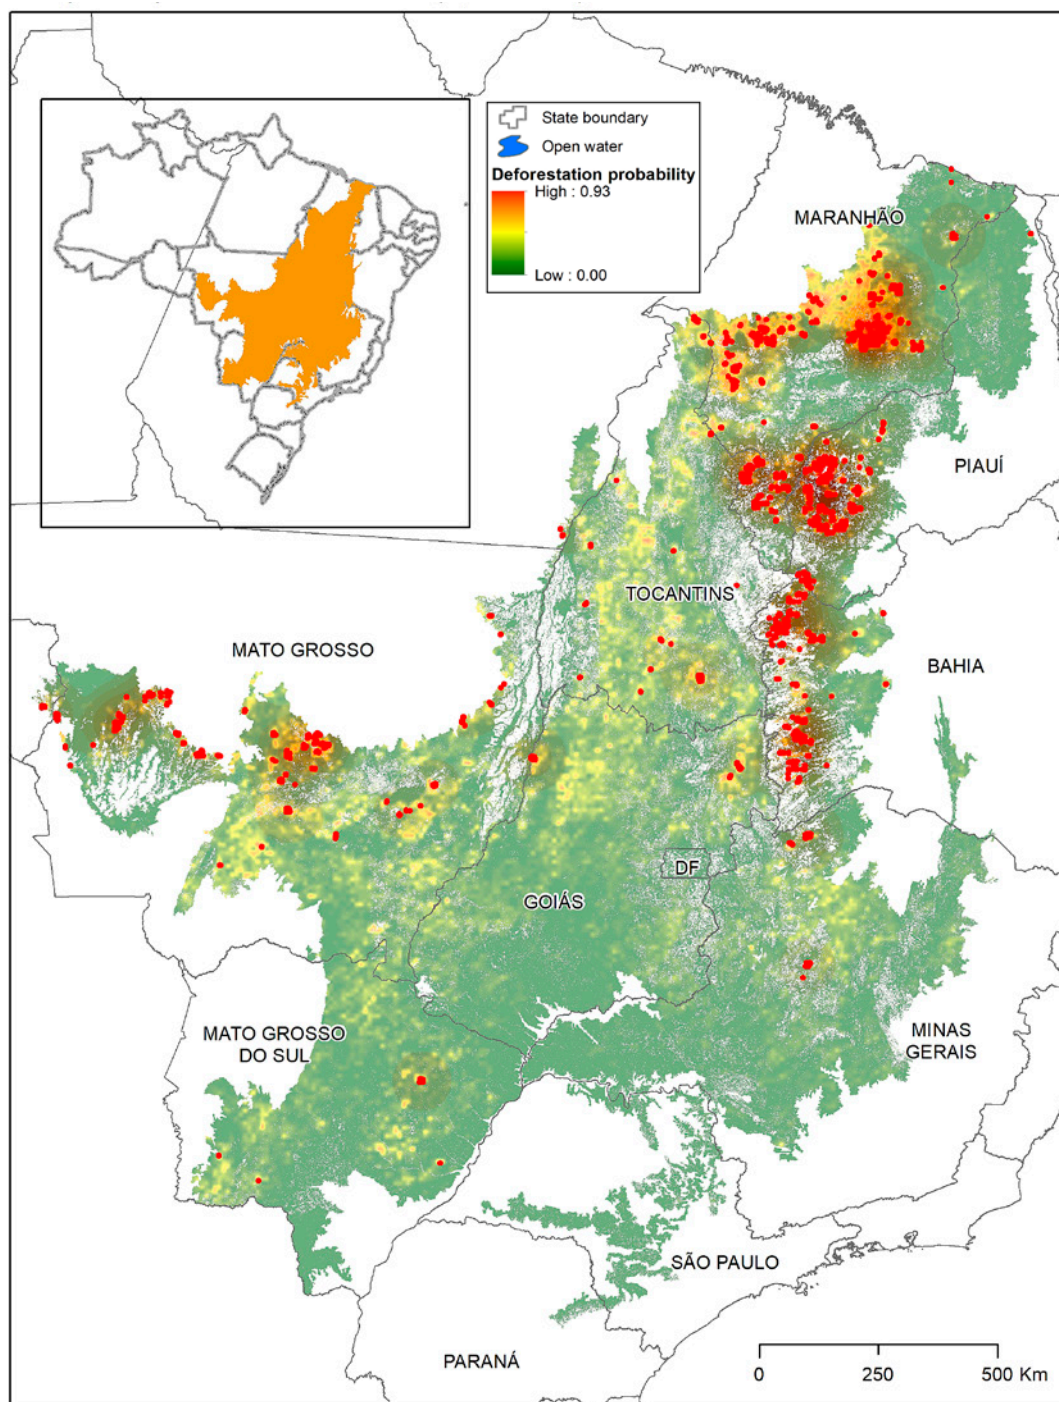 State boundary
Open water
Deforestation probability
High : 0.93
Low : 0.00
MARANHÃO
PIAUÍ
TOCANTINS
MATO GROSSO
BAHIA
DF
GOIÁS
MATO GROSSO
DO SUL
MINAS
GERAIS
SÃO PAULO
PARANÁ
0 250 500 Km